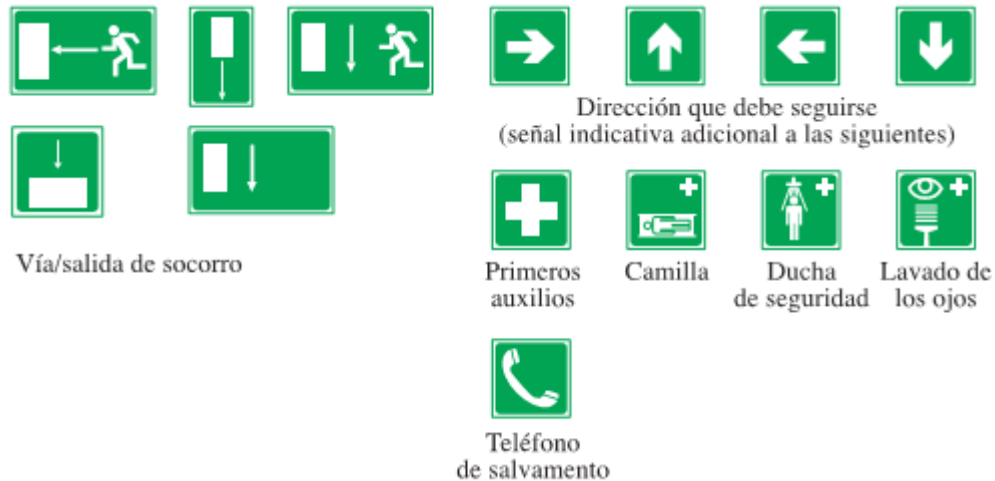 Vía/salida de socorro
Dirección que debe seguirse
(señal indicativa adicional a las siguientes)
Primeros
auxilios
Camilla
Ducha
de seguridad
Lavado de
los ojos
Teléfono
de salvamento